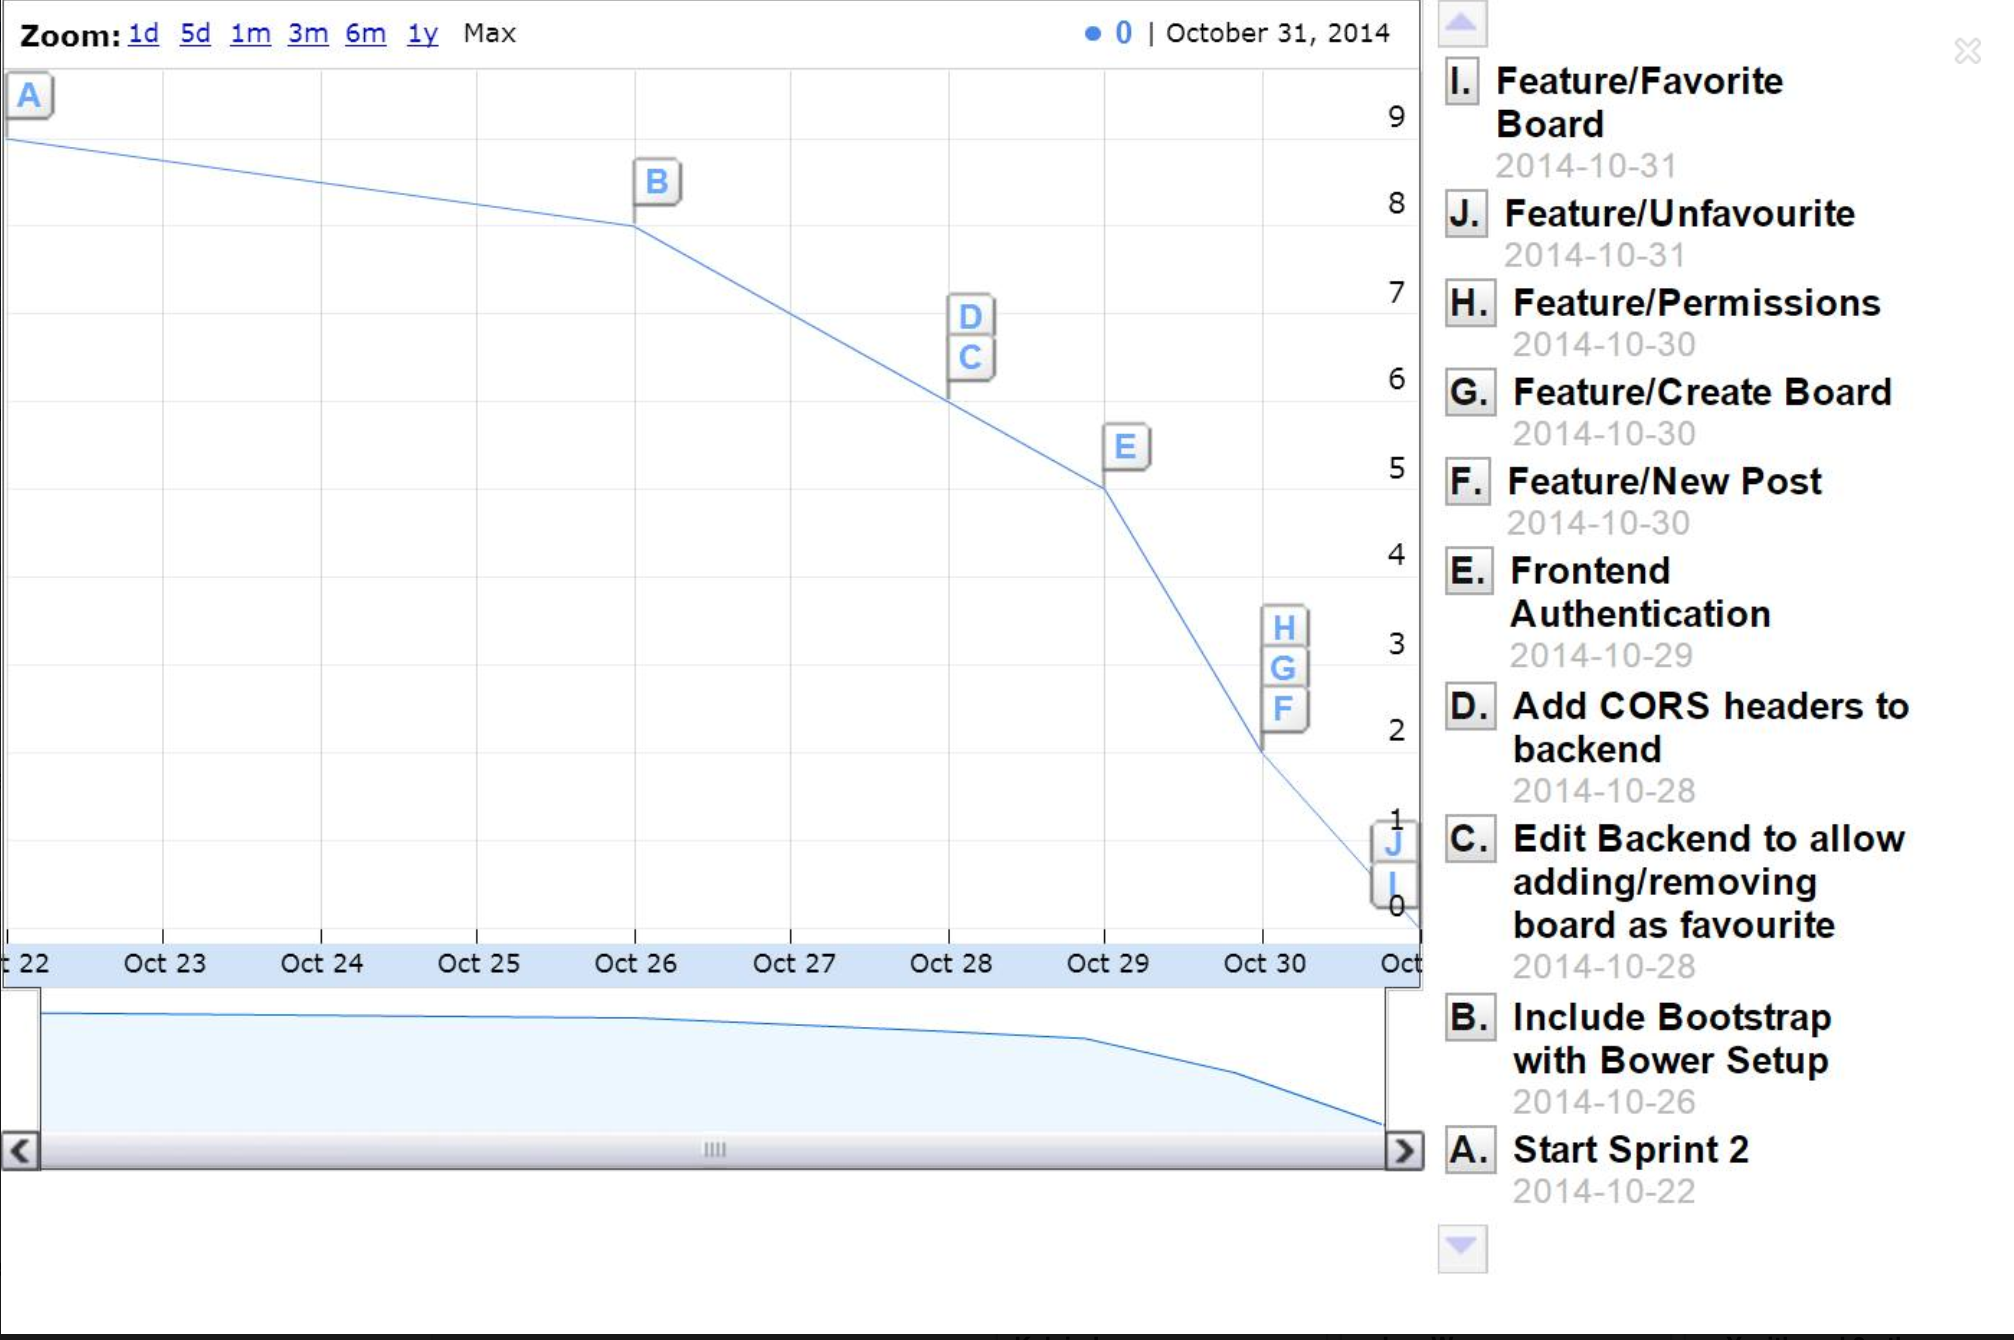 Zoom: 1d 5d 1m 3m 6m 1y Max
0 | October 31, 2014
A
B
D
C
E
H
G
F
J
I
9
8
7
6
5
4
3
2
1
0
t 22 Oct 23 Oct 24 Oct 25 Oct 26 Oct 27 Oct 28 Oct 29 Oct 30 Oct
I. Feature/Favorite
Board
2014-10-31
J. Feature/Unfavourite
2014-10-31
H. Feature/Permissions
2014-10-30
G. Feature/Create Board
2014-10-30
F. Feature/New Post
2014-10-30
E. Frontend
Authentication
2014-10-29
D. Add CORS headers to
backend
2014-10-28
C. Edit Backend to allow
adding/removing
board as favourite
2014-10-28
B. Include Bootstrap
with Bower Setup
2014-10-26
A. Start Sprint 2
2014-10-22